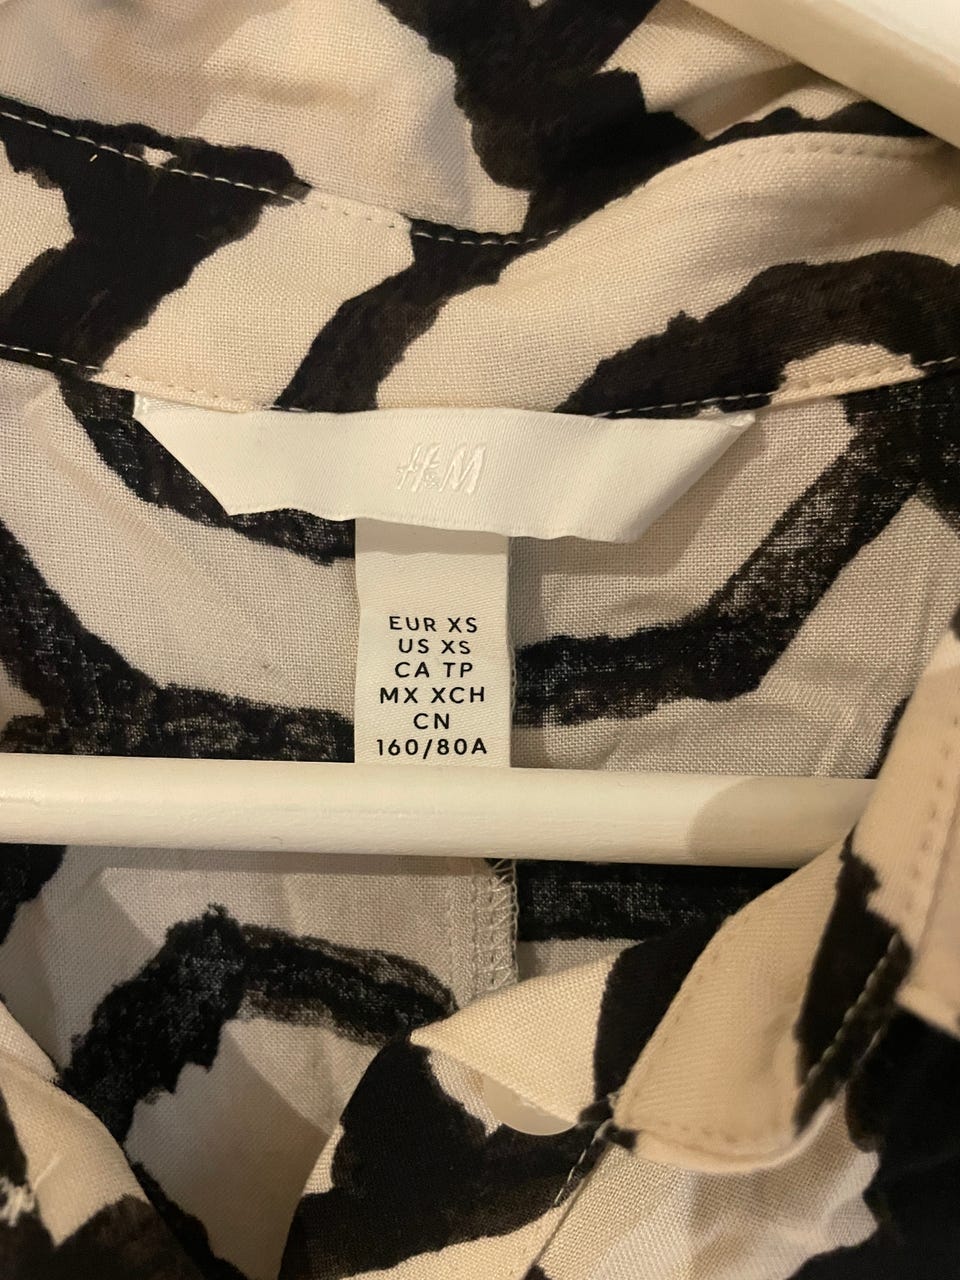 H&M
EUR XS
US XS
CA TP
MX XCH
CN
160/80A